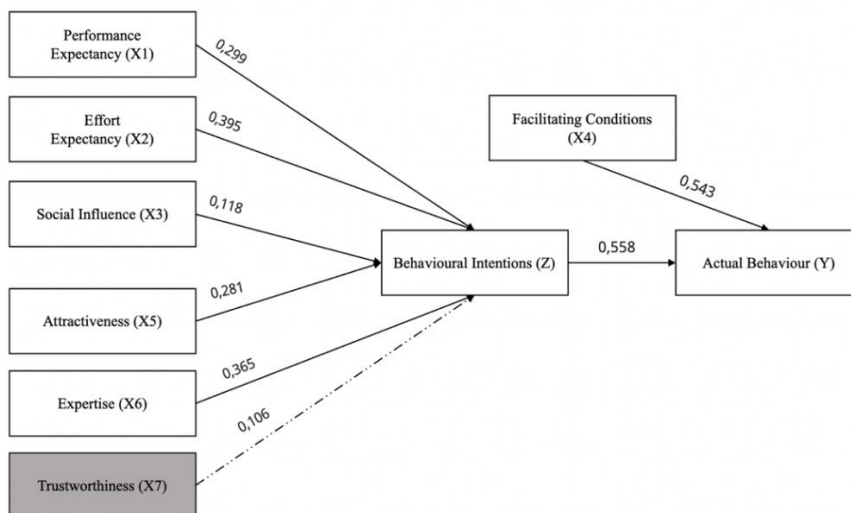 Performance
Expectancy (X1)
0,299
Effort
Expectancy (X2)
0,395
Facilitating Conditions
(X4)
0,543
Social Influence (X3)
0,118
Behavioural Intentions (Z)
0,558
Actual Behaviour (Y)
Attractiveness (X5)
0,281
Expertise (X6)
0,365
Trustworthiness (X7)
0,106